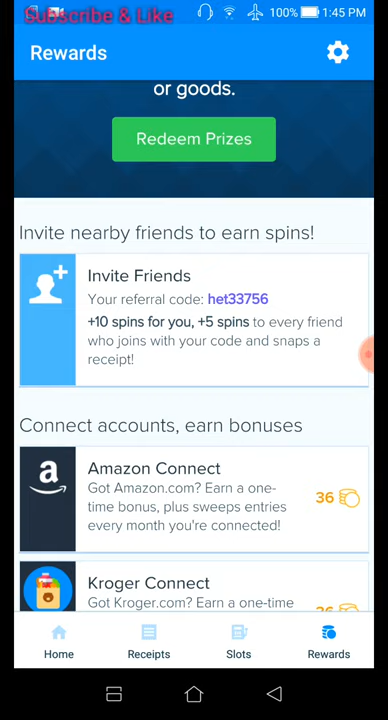 Subscribe & Like
100% 1:45 PM
Rewards
or goods.
Redeem Prizes
Invite nearby friends to earn spins!
Invite Friends
Your referral code: het33756
+10 spins for you, +5 spins to every friend
who joins with your code and snaps a
receipt!
Connect accounts, earn bonuses
Amazon Connect
Got Amazon.com? Earn a one-
time bonus, plus sweeps entries
every month you're connected!
36
Kroger Connect
Got Kroger.com? Earn a one-time
36
Home Receipts Slots Rewards